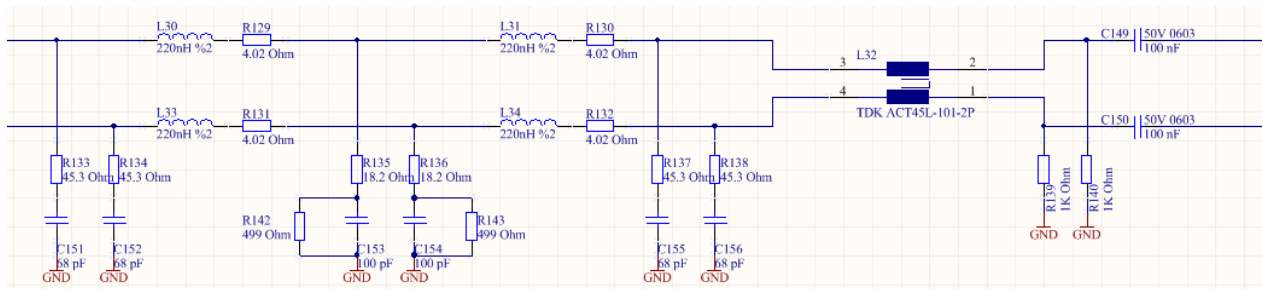 L30
220nH %2
R129
4.02 Ohm
L31
220nH %2
R130
4.02 Ohm
C149
50V 0603
100 nF
3
L32
2
4
1
TDK ACT45L-101-2P
L33
220nH %2
R131
4.02 Ohm
L34
220nH %2
R132
4.02 Ohm
C150
50V 0603
100 nF
R133
45.3 Ohm
R134
45.3 Ohm
R135
18.2 Ohm
R136
18.2 Ohm
R137
45.3 Ohm
R138
45.3 Ohm
R139
1K Ohm
R140
1K Ohm
R142
499 Ohm
R143
499 Ohm
C151
68 pF
C152
68 pF
C153
100 pF
C154
100 pF
C155
68 pF
C156
68 pF
GND
GND
GND
GND
GND
GND
GND
GND